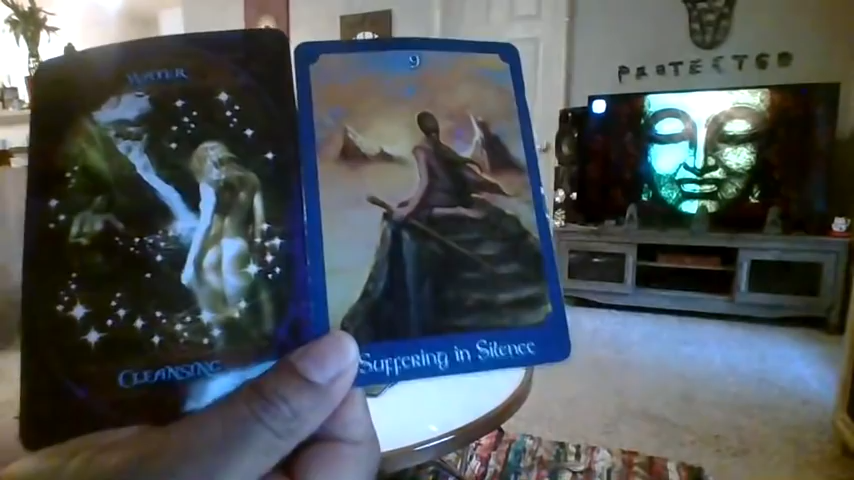 WATER
CLEANSING
9
Suffering in Silence
PROTECTED